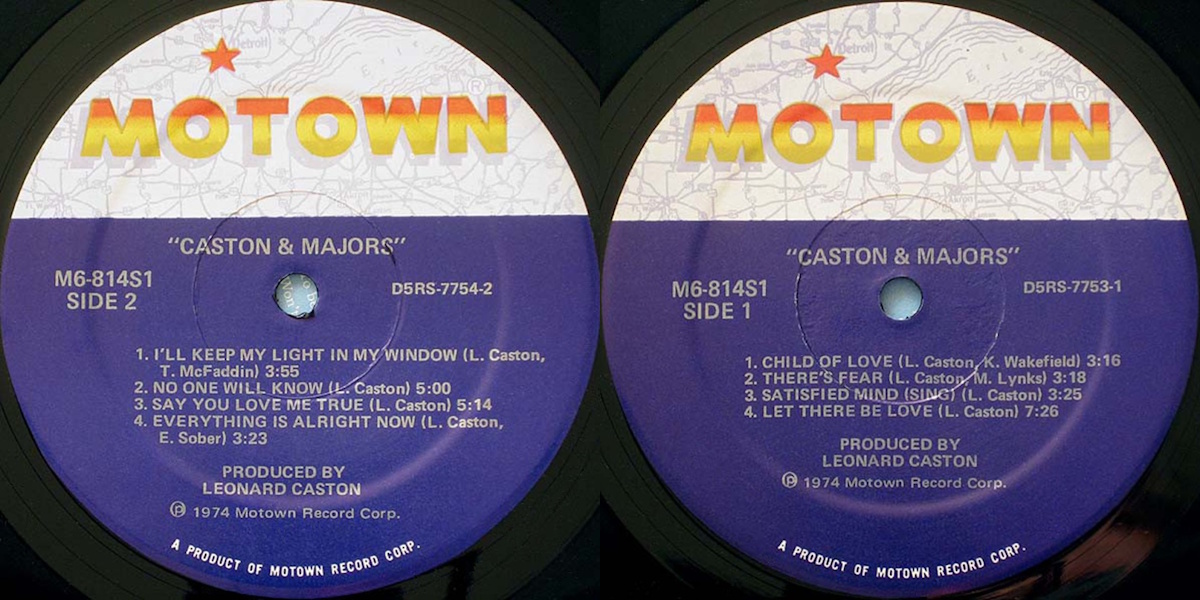 Detroit
Erie
MOTOWN®
"CASTON & MAJORS"
M6-814S1
SIDE 2
D5RS-7754-2
1. I'LL KEEP MY LIGHT IN MY WINDOW (L. Caston,
T. McFaddin) 3:55
2. NO ONE WILL KNOW (L. Caston) 5:00
3. SAY YOU LOVE ME TRUE (L. Caston) 5:14
4. EVERYTHING IS ALRIGHT NOW (L. Caston,
E. Sober) 3:23
PRODUCED BY
LEONARD CASTON
℗ 1974 Motown Record Corp.
A PRODUCT OF MOTOWN RECORD CORP.
Detroit
Erie
MOTOWN®
Akron
"CASTON & MAJORS"
M6-814S1
SIDE 1
D5RS-7753-1
1. CHILD OF LOVE (L. Caston, K. Wakefield) 3:16
2. THERE'S FEAR (L. Caston, M. Lynks) 3:18
3. SATISFIED MIND (SING) (L. Caston) 3:25
4. LET THERE BE LOVE (L. Caston) 7:26
PRODUCED BY
LEONARD CASTON
℗ 1974 Motown Record Corp.
A PRODUCT OF MOTOWN RECORD CORP.